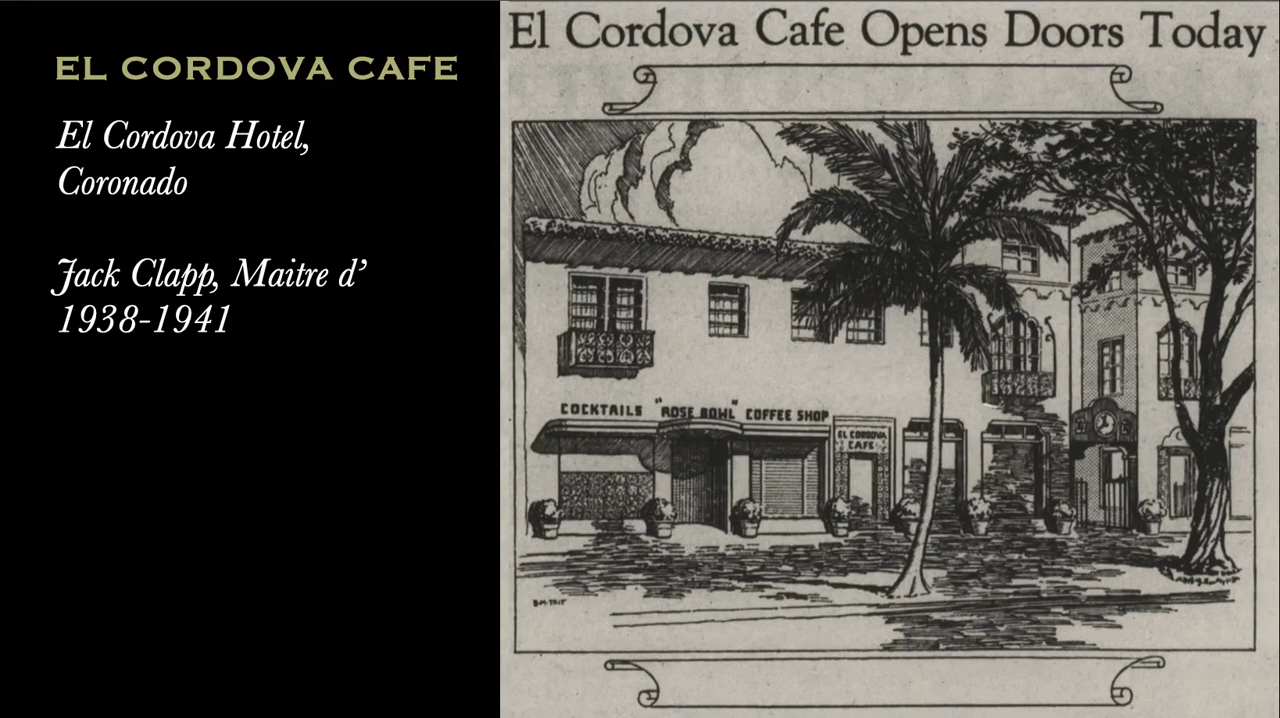 EL CORDOVA CAFE
El Cordova Hotel,
Coronado
Jack Clapp, Maitre d’
1938-1941
El Cordova Cafe Opens Doors Today
COCKTAILS "ROSE BOWL" COFFEE SHOP
EL CORDOVA
CAFE